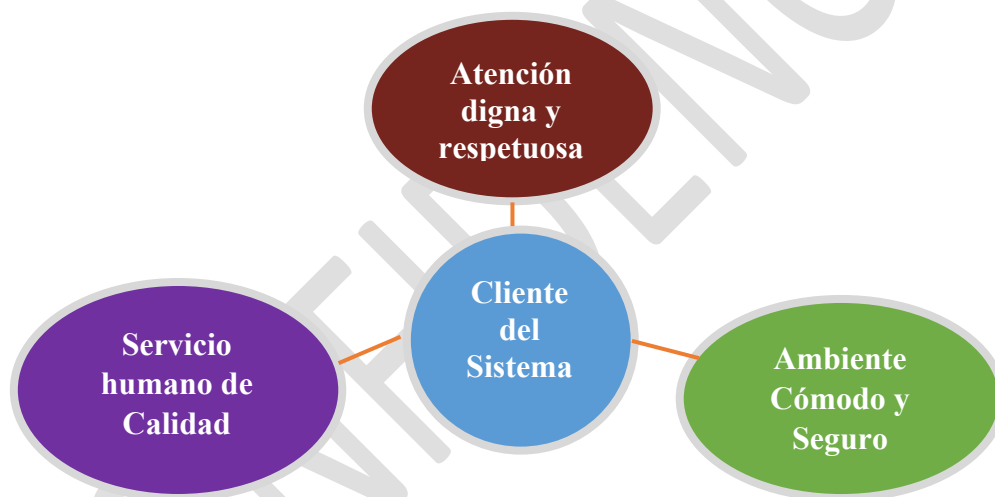 Atención
digna y
respetuosa
Cliente
del
Sistema
Servicio
humano de
Calidad
Ambiente
Cómodo y
Seguro